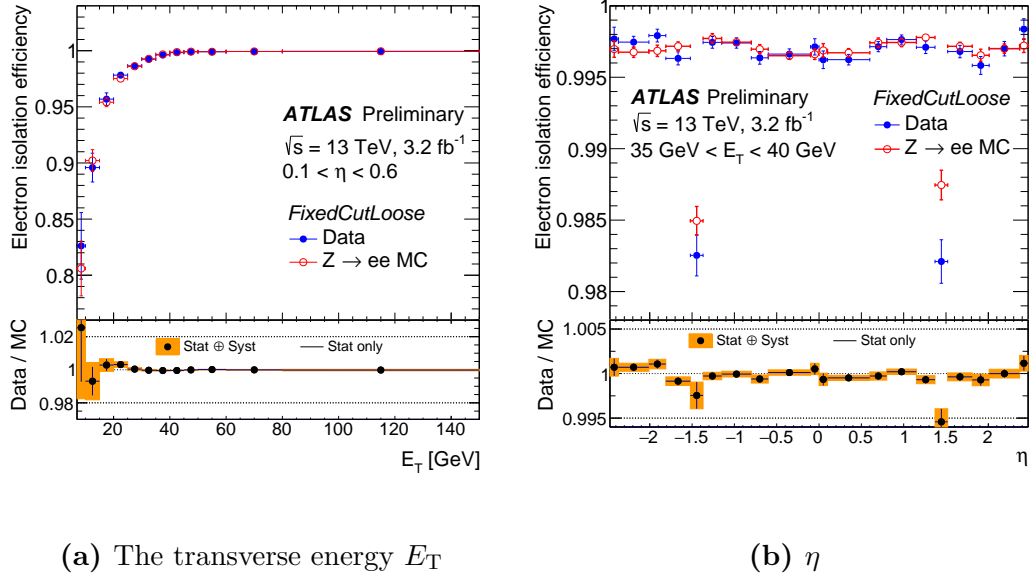 Electron isolation efficiency
1
0.95
0.9
0.85
0.8
ATLAS Preliminary
√s = 13 TeV, 3.2 fb⁻¹
0.1 < η < 0.6
FixedCutLoose
Data
Z → ee MC
Data / MC
1.02
1
0.98
Stat ⊕ Syst
Stat only
20 40 60 80 100 120 140
E_T [GeV]
(a) The transverse energy E_T
Electron isolation efficiency
1
0.995
0.99
0.985
0.98
ATLAS Preliminary
√s = 13 TeV, 3.2 fb⁻¹
35 GeV < E_T < 40 GeV
FixedCutLoose
Data
Z → ee MC
Data / MC
1.005
1.000
0.995
Stat ⊕ Syst
Stat only
−2 −1.5 −1 −0.5 0 0.5 1 1.5 2
η
(b) η